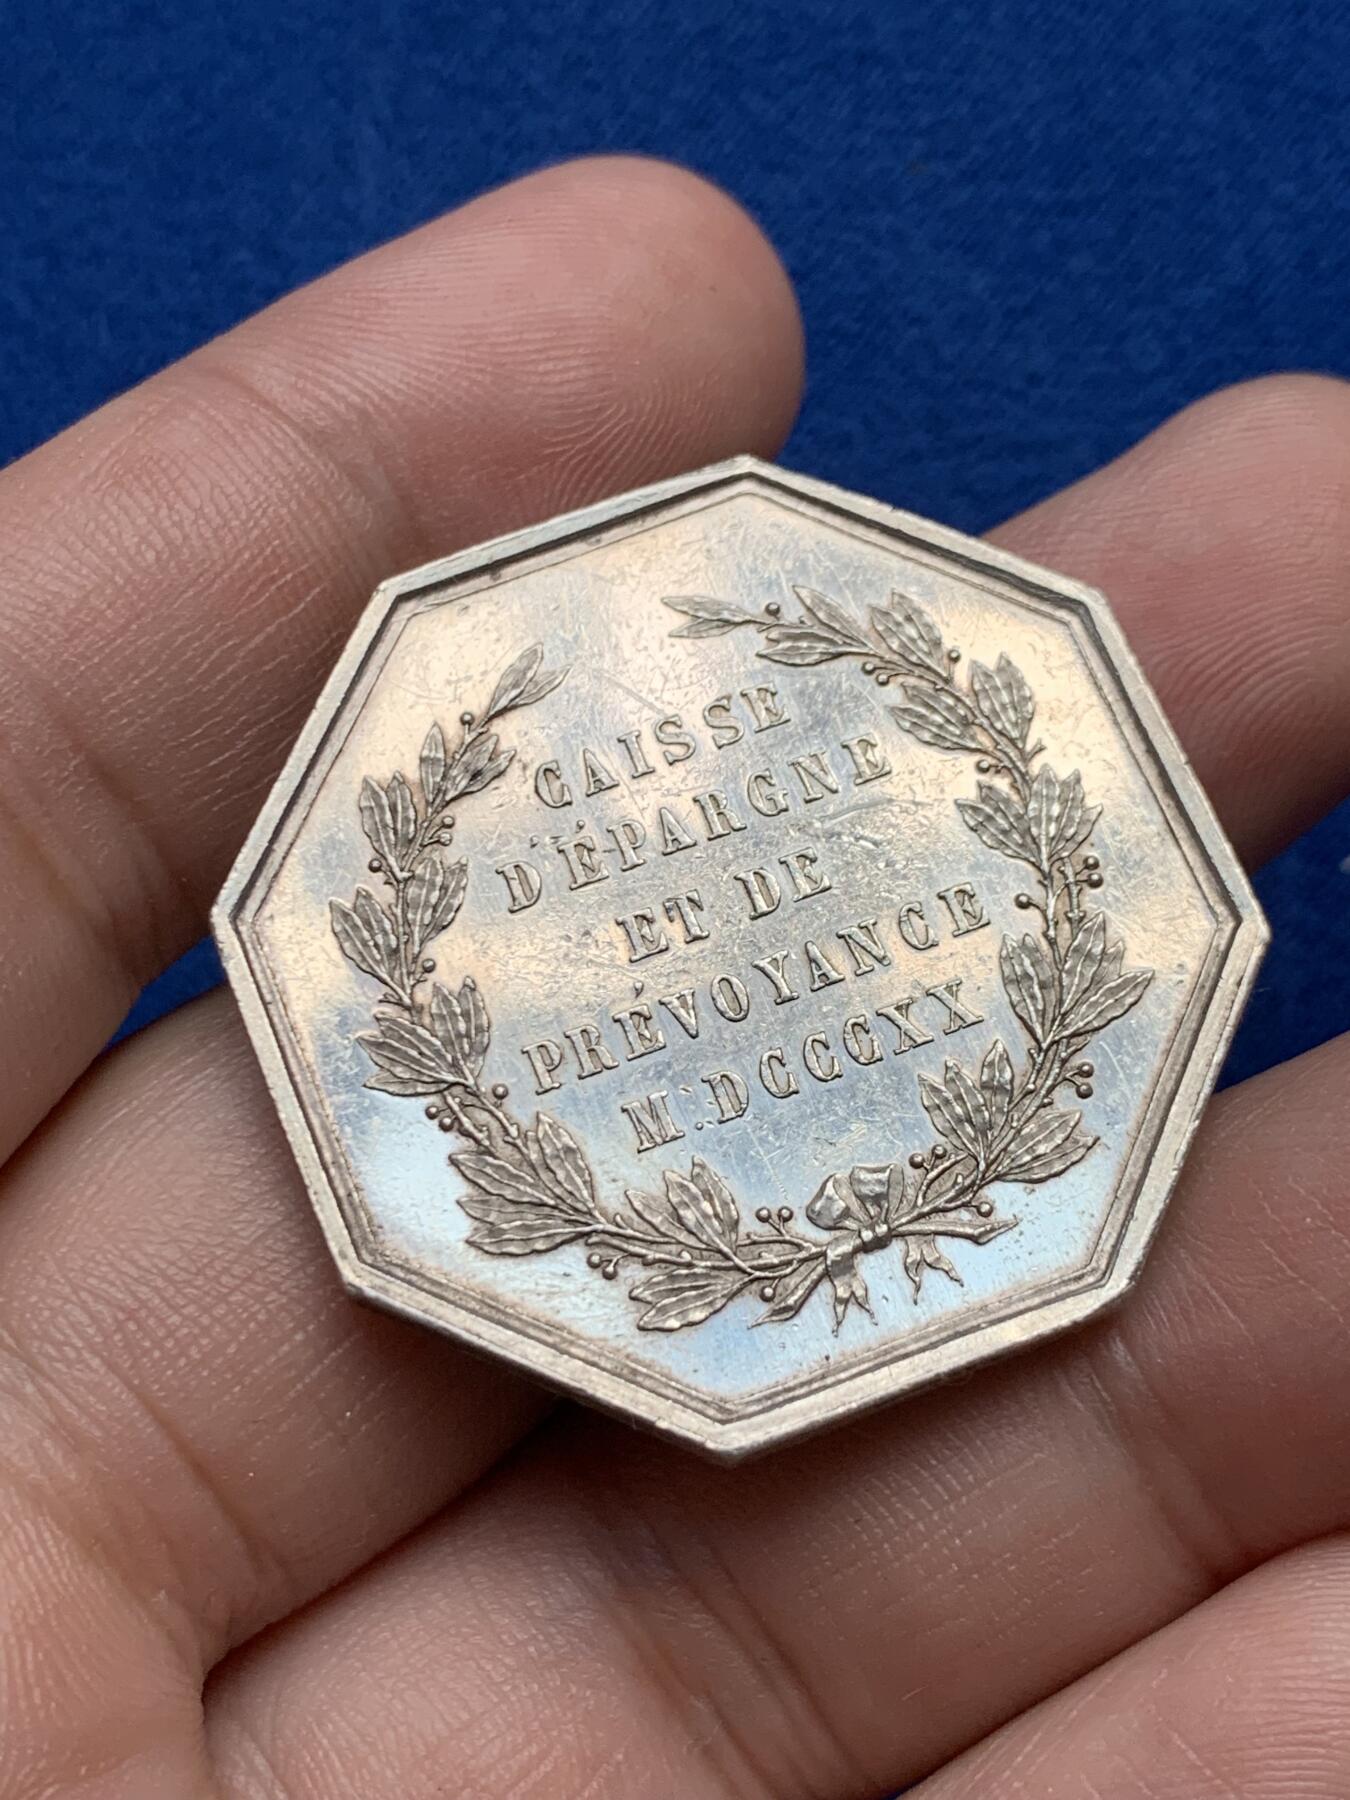 CAISSE
D'ÉPARGNE
ET DE
PRÉVOYANCE
M DCCCXX